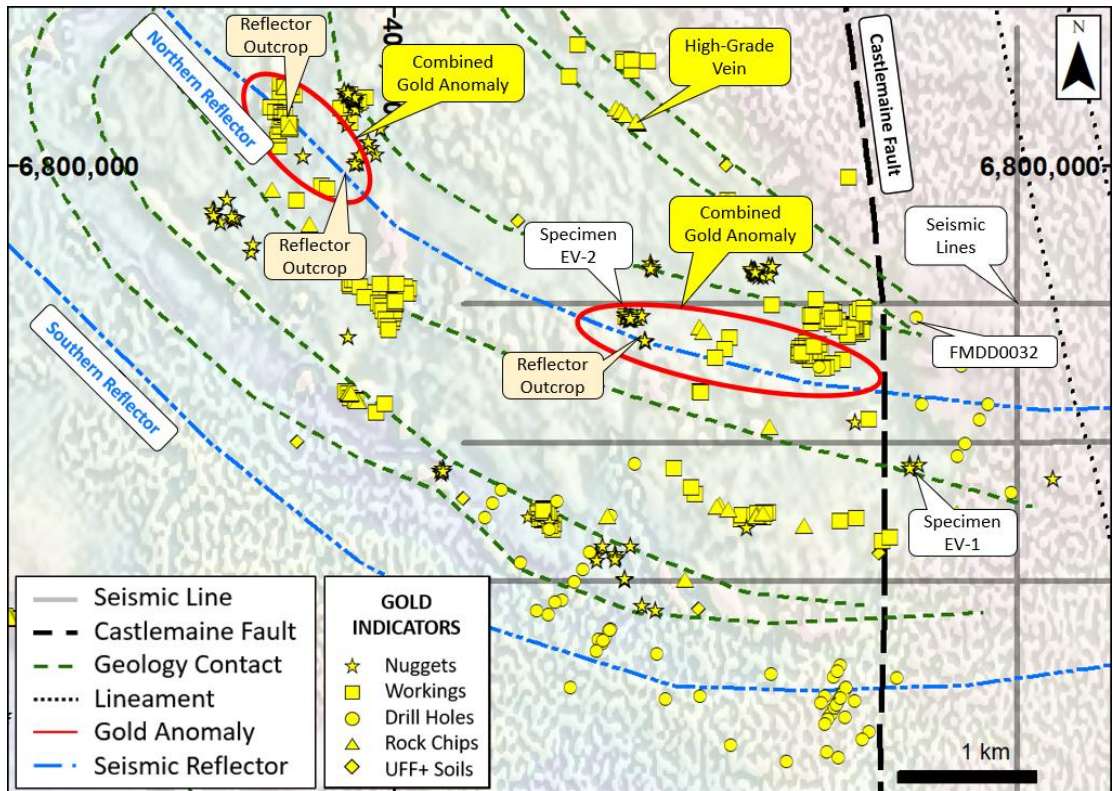 Reflector
Outcrop
Northern Reflector
Combined
Gold Anomaly
High-Grade
Vein
Castlemaine Fault
N
6,800,000
6,800,000
Reflector
Outcrop
Specimen
EV-2
Combined
Gold Anomaly
Seismic
Lines
Southern Reflector
Reflector
Outcrop
FMDD0032
Specimen
EV-1
Seismic Line
Castlemaine Fault
Geology Contact
Lineament
Gold Anomaly
Seismic Reflector
GOLD
INDICATORS
Nuggets
Workings
Drill Holes
Rock Chips
UFF+ Soils
1 km